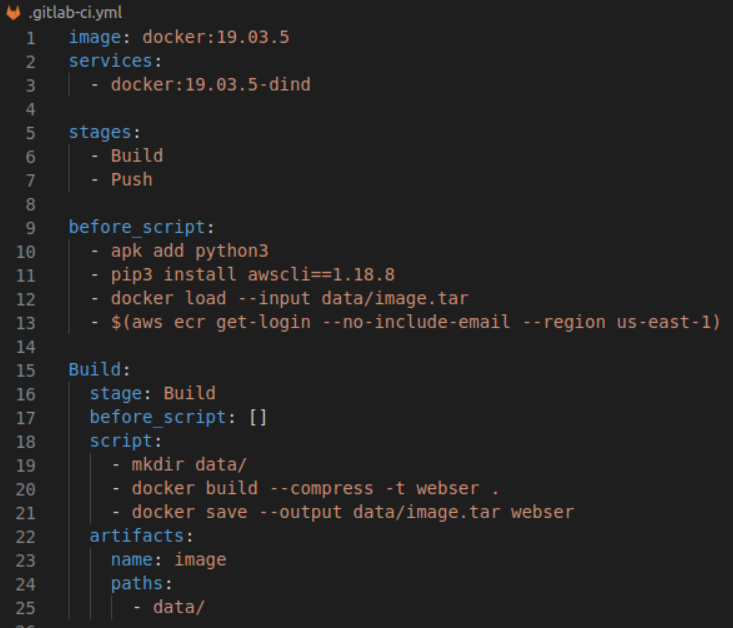 .gitlab-ci.yml
1 image: docker:19.03.5
2 services:
3 - docker:19.03.5-dind
4
5 stages:
6 - Build
7 - Push
8
9 before_script:
10 - apk add python3
11 - pip3 install awscli==1.18.8
12 - docker load --input data/image.tar
13 - $(aws ecr get-login --no-include-email --region us-east-1)
14
15 Build:
16 stage: Build
17 before_script: []
18 script:
19 - mkdir data/
20 - docker build --compress -t webser .
21 - docker save --output data/image.tar webser
22 artifacts:
23 name: image
24 paths:
25 - data/